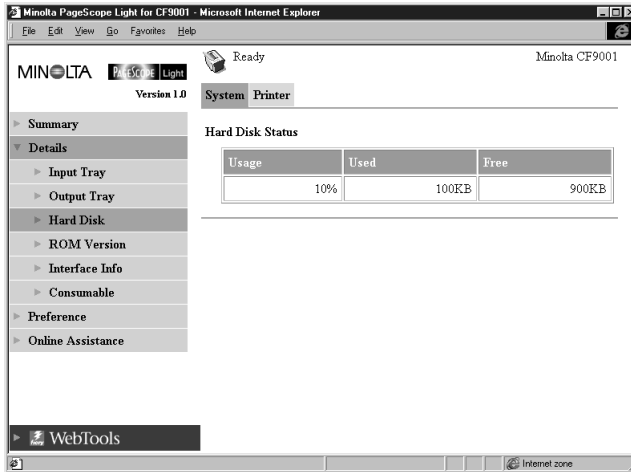 Minolta PageScope Light for CF9001 - Microsoft Internet Explorer
File Edit View Go Favorites Help
MINOLTA PAGESCOPE Light
Version 1.0
Ready
Minolta CF9001
System Printer
Summary
Details
Input Tray
Output Tray
Hard Disk
ROM Version
Interface Info
Consumable
Preference
Online Assistance
Hard Disk Status
Usage Used Free
10% 100KB 900KB
WebTools
Internet zone